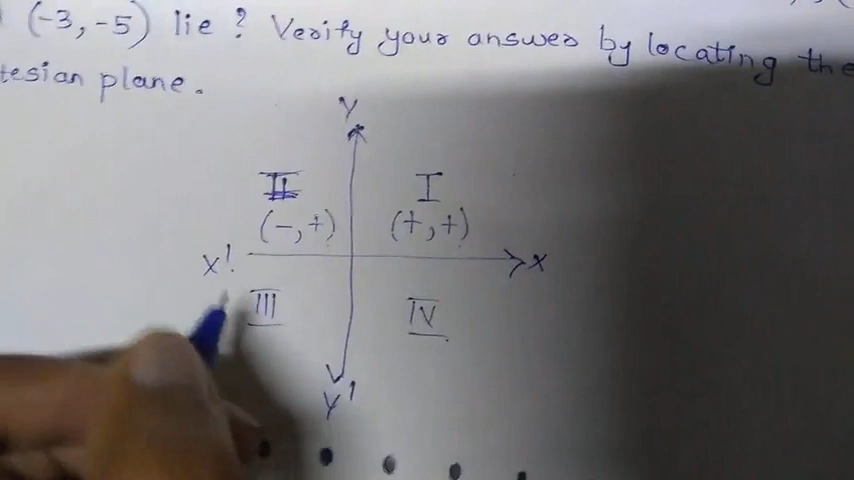 (-3, -5) lie ? Verify your answer by locating the
tesian plane.
Y
II I
(-, +) (+, +)
X' X
III IV
Y'